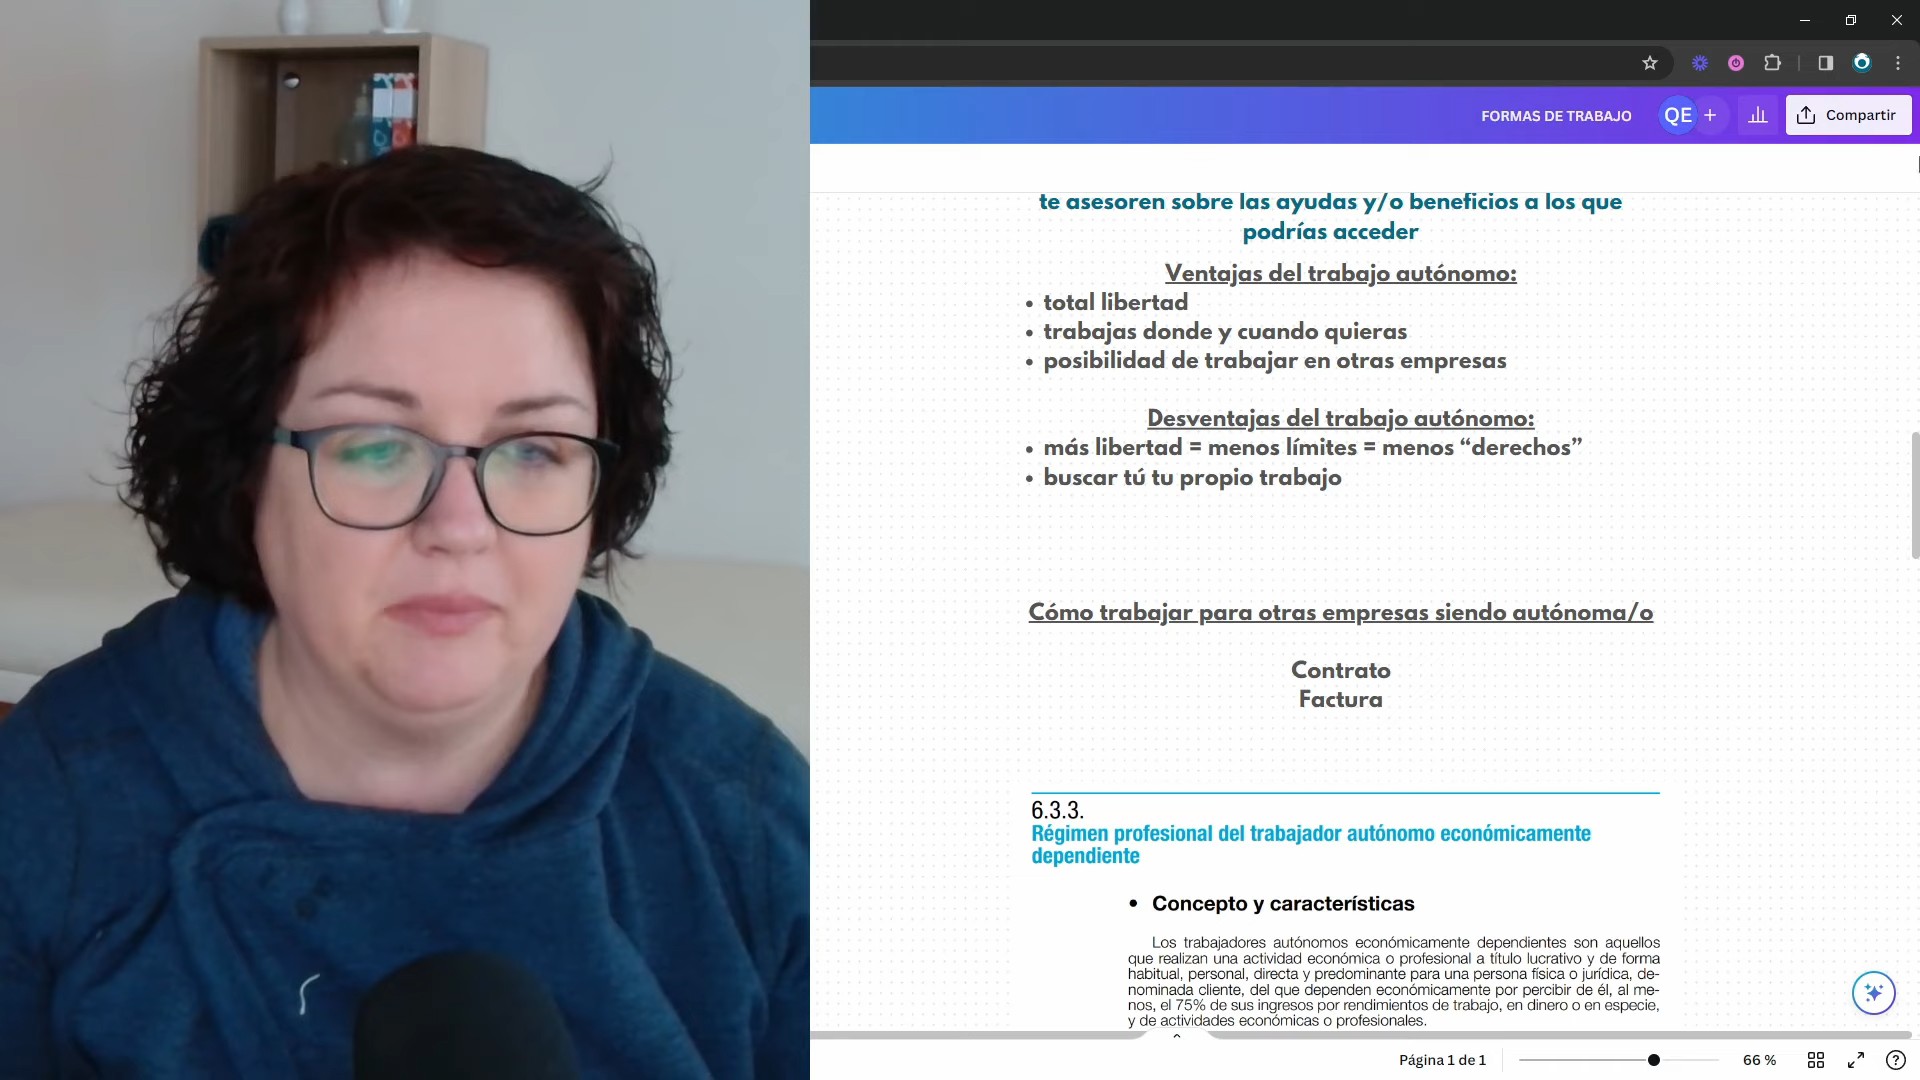 FORMAS DE TRABAJO
QE
Compartir
te asesoren sobre las ayudas y/o beneficios a los que
podrías acceder
Ventajas del trabajo autónomo:
• total libertad
• trabajas donde y cuando quieras
• posibilidad de trabajar en otras empresas
Desventajas del trabajo autónomo:
• más libertad = menos límites = menos “derechos”
• buscar tú tu propio trabajo
Cómo trabajar para otras empresas siendo autónoma/o
Contrato
Factura
6.3.3.
Régimen profesional del trabajador autónomo económicamente
dependiente
• Concepto y características
Los trabajadores autónomos económicamente dependientes son aquellos
que realizan una actividad económica o profesional a título lucrativo y de forma
habitual, personal, directa y predominante para una persona física o jurídica, de-
nominada cliente, del que dependen económicamente por percibir de él, al me-
nos, el 75% de sus ingresos por rendimientos de trabajo, en dinero o en especie,
y de actividades económicas o profesionales.
Página 1 de 1
66 %